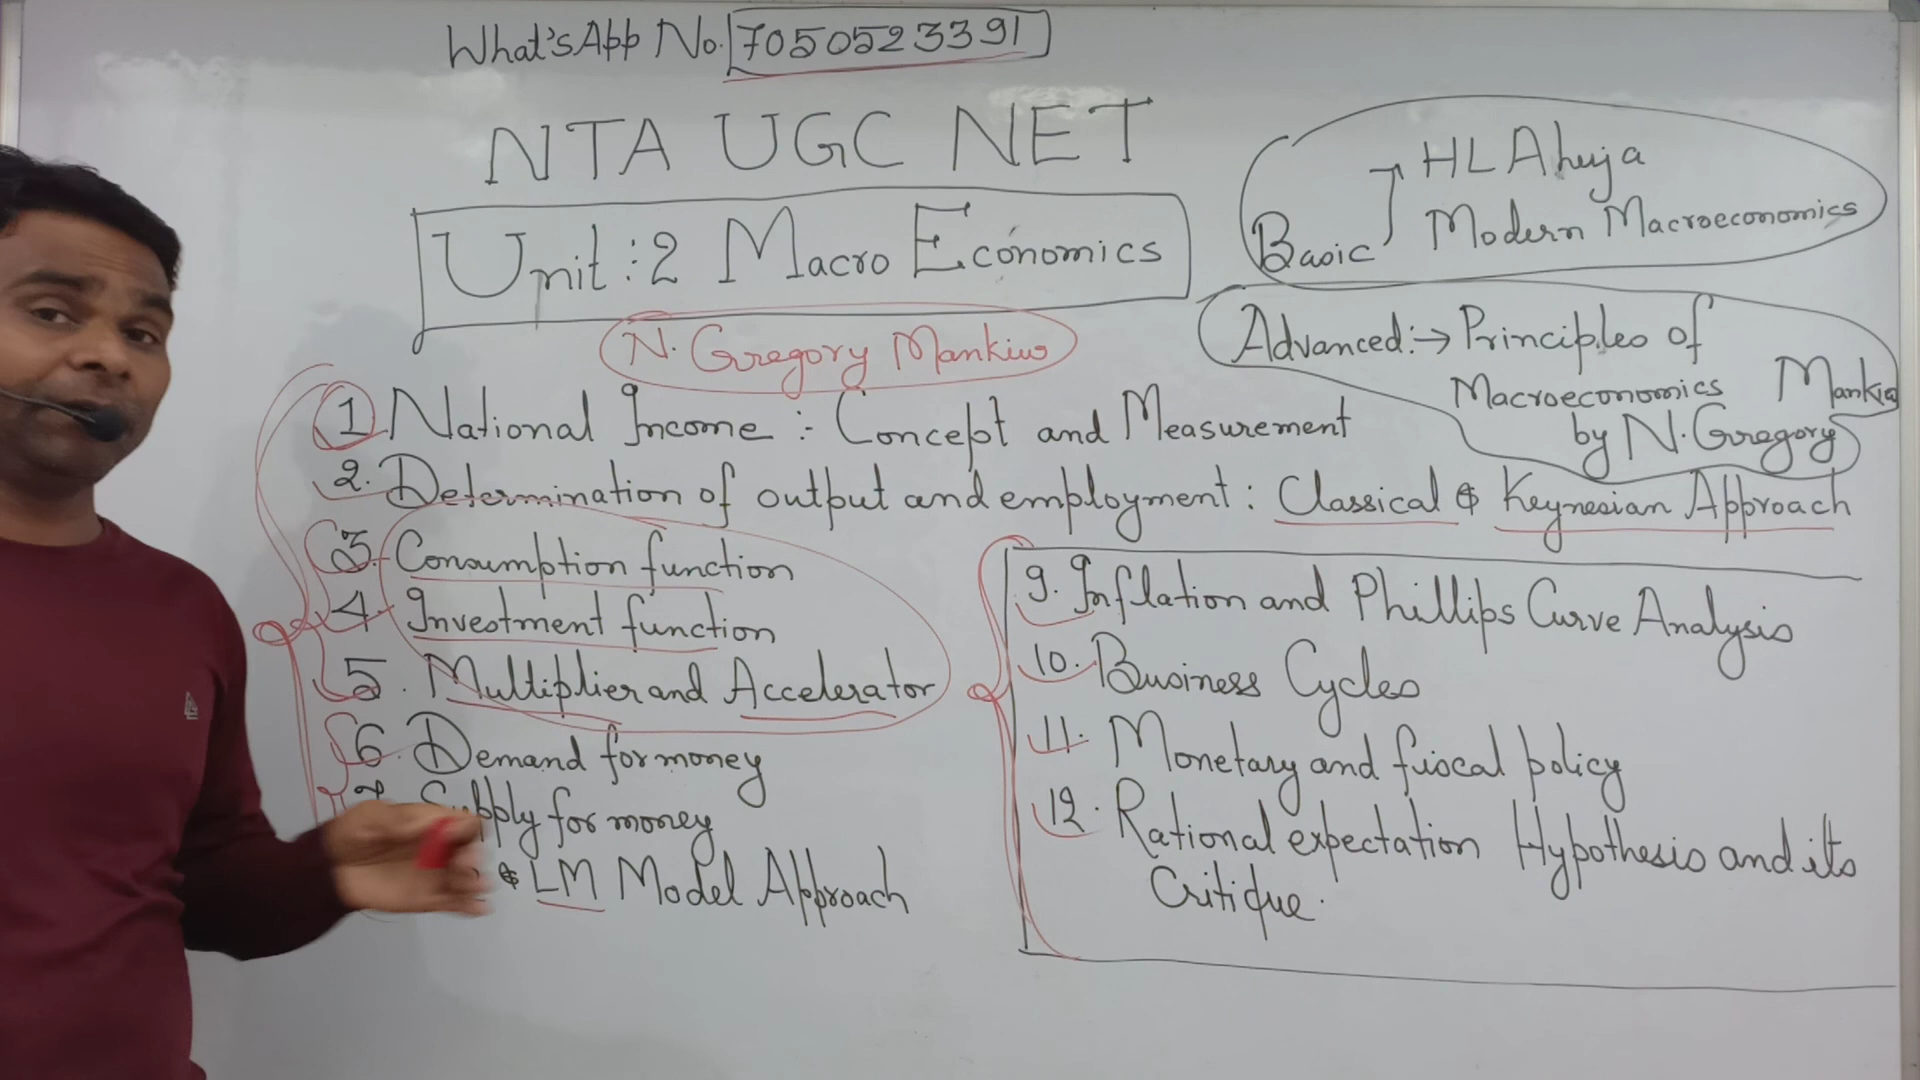 What'sApp No. 7050523391
NTA UGC NET
Unit:2 Macro Economics
N. Gregory Mankiw
Basic HL Ahuja
Modern Macroeconomics
Advanced:→ Principles of
Macroeconomics Mankiw
by N. Gregory
1 National Income :- Concept and Measurement
2. Determination of output and employment : Classical & Keynesian Approach
3. Consumption function
4 Investment function
5. Multiplier and Accelerator
6. Demand for money
7. Supply for money
& LM Model Approach
9. Inflation and Phillips Curve Analysis
10. Business Cycles
11. Monetary and fiscal policy
12. Rational expectation Hypothesis and its
Critique.